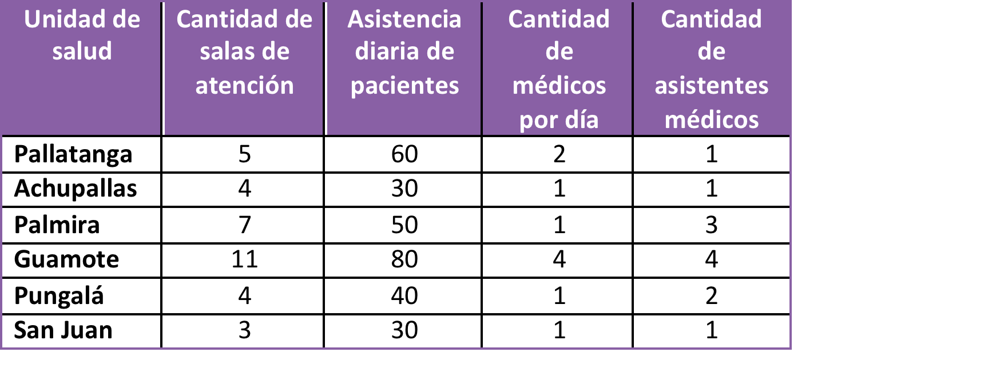 Unidad de Cantidad de Asistencia Cantidad Cantidad
salud salas de diaria de de de
atención pacientes médicos asistentes
por día médicos
Pallatanga 5 60 2 1
Achupallas 4 30 1 1
Palmira 7 50 1 3
Guamote 11 80 4 4
Pungalá 4 40 1 2
San Juan 3 30 1 1